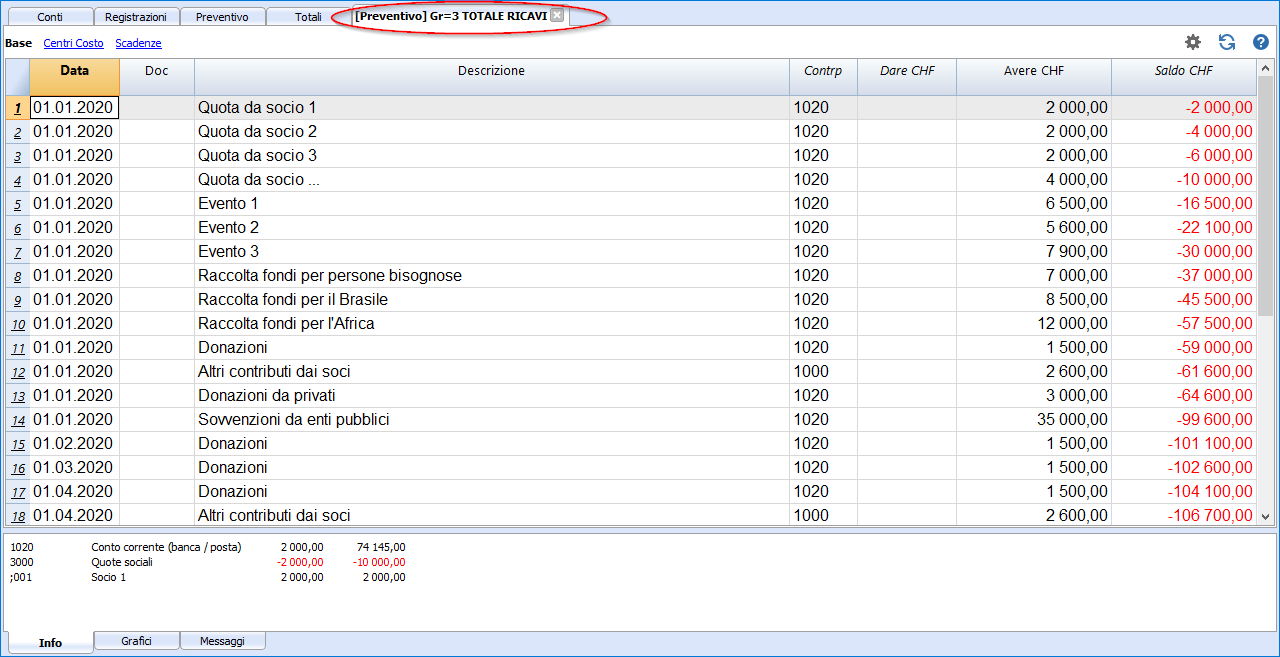 Conti Registrazioni Preventivo Totali [Preventivo] Gr=3 TOTALE RICAVI
Base Centri Costo Scadenze
Data Doc Descrizione Contrp Dare CHF Avere CHF Saldo CHF
1 01.01.2020 Quota da socio 1 1020 2 000,00 -2 000,00
2 01.01.2020 Quota da socio 2 1020 2 000,00 -4 000,00
3 01.01.2020 Quota da socio 3 1020 2 000,00 -6 000,00
4 01.01.2020 Quota da socio ... 1020 4 000,00 -10 000,00
5 01.01.2020 Evento 1 1020 6 500,00 -16 500,00
6 01.01.2020 Evento 2 1020 5 600,00 -22 100,00
7 01.01.2020 Evento 3 1020 7 900,00 -30 000,00
8 01.01.2020 Raccolta fondi per persone bisognose 1020 7 000,00 -37 000,00
9 01.01.2020 Raccolta fondi per il Brasile 1020 8 500,00 -45 500,00
10 01.01.2020 Raccolta fondi per l'Africa 1020 12 000,00 -57 500,00
11 01.01.2020 Donazioni 1020 1 500,00 -59 000,00
12 01.01.2020 Altri contributi dai soci 1000 2 600,00 -61 600,00
13 01.01.2020 Donazioni da privati 1020 3 000,00 -64 600,00
14 01.01.2020 Sovvenzioni da enti pubblici 1020 35 000,00 -99 600,00
15 01.02.2020 Donazioni 1020 1 500,00 -101 100,00
16 01.03.2020 Donazioni 1020 1 500,00 -102 600,00
17 01.04.2020 Donazioni 1020 1 500,00 -104 100,00
18 01.04.2020 Altri contributi dai soci 1000 2 600,00 -106 700,00
1020 Conto corrente (banca / posta) 2 000,00 74 145,00
3000 Quote sociali -2 000,00 -10 000,00
;001 Socio 1 2 000,00 2 000,00
Info Grafici Messaggi